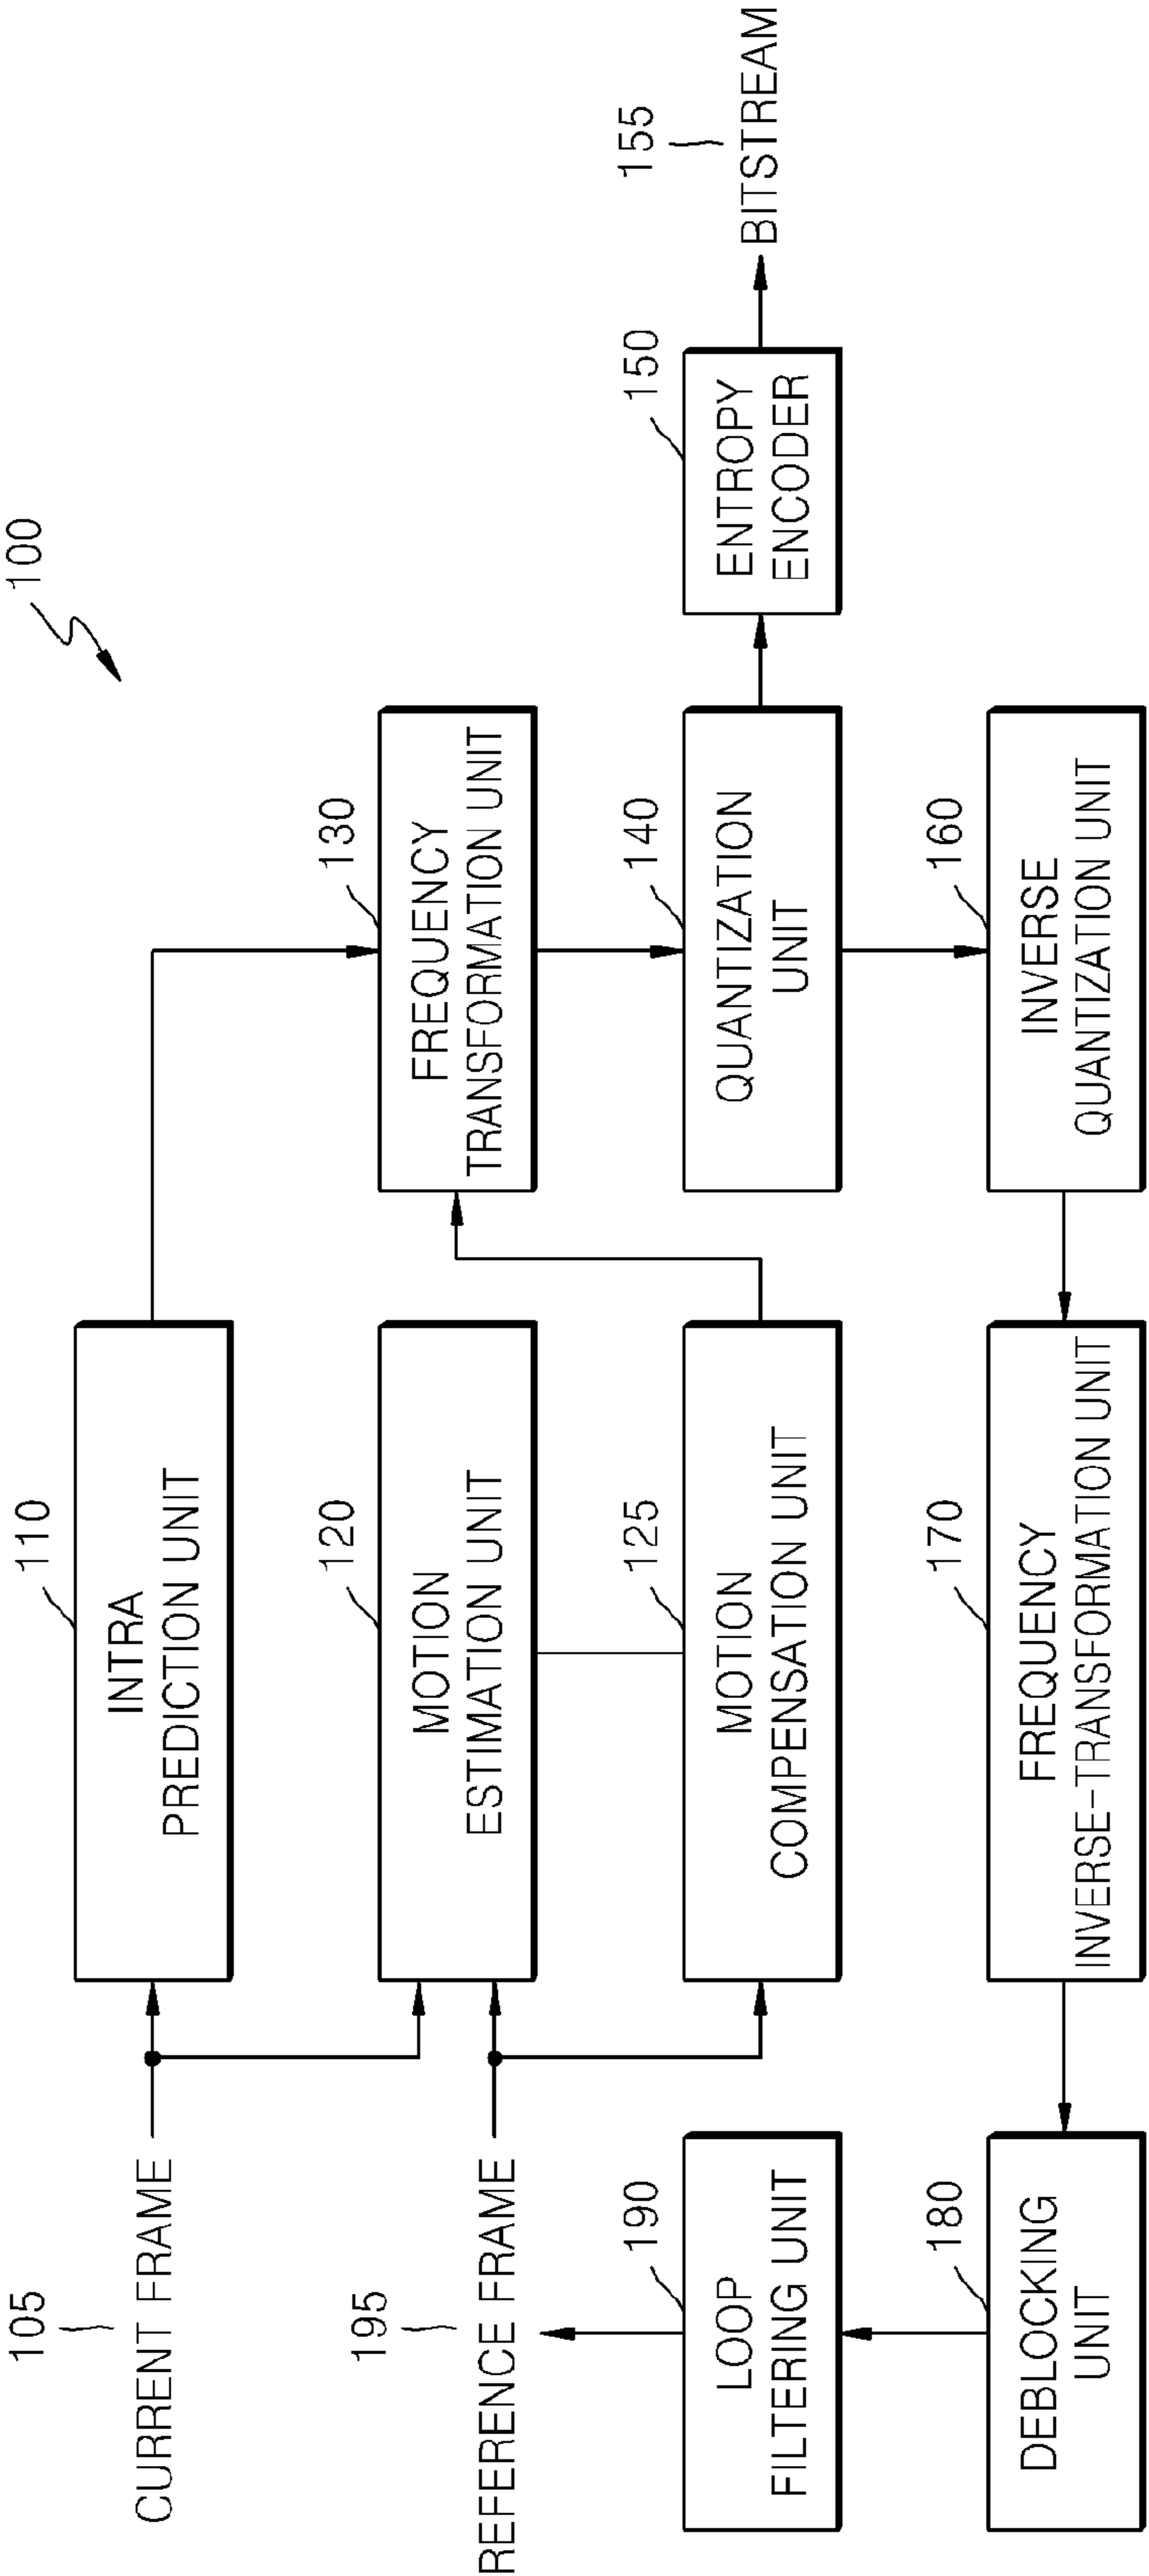 100
105
CURRENT FRAME
110
INTRA
PREDICTION UNIT
195
REFERENCE FRAME
120
MOTION
ESTIMATION UNIT
130
FREQUENCY
TRANSFORMATION UNIT
190
LOOP
FILTERING UNIT
125
MOTION
COMPENSATION UNIT
140
QUANTIZATION
UNIT
150
ENTROPY
ENCODER
155
BITSTREAM
180
DEBLOCKING
UNIT
170
FREQUENCY
INVERSE-TRANSFORMATION UNIT
160
INVERSE
QUANTIZATION UNIT